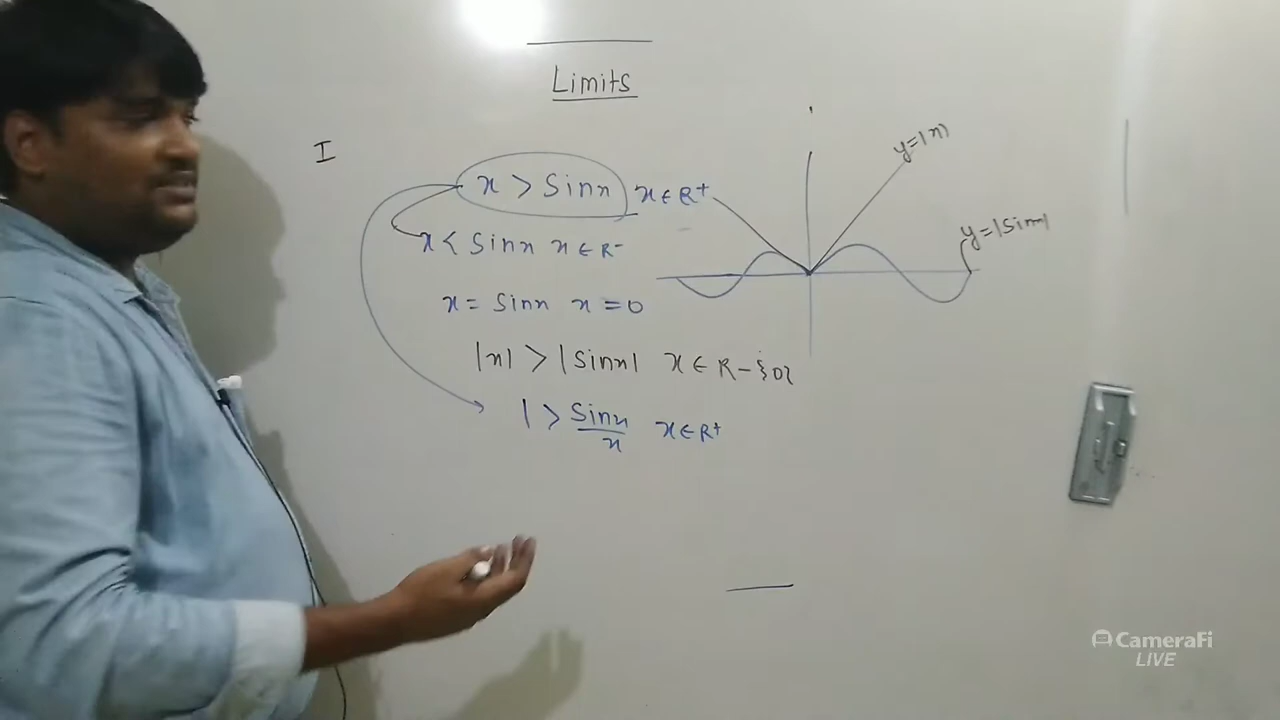 Limits
I
x > Sinx x∈R+
x < Sinx x∈R-
x = Sinx x=0
|x| > |Sinx| x∈R-{0}
1 > Sinx/x x∈R+
y=|x|
y=|Sinx|
CameraFi
LIVE